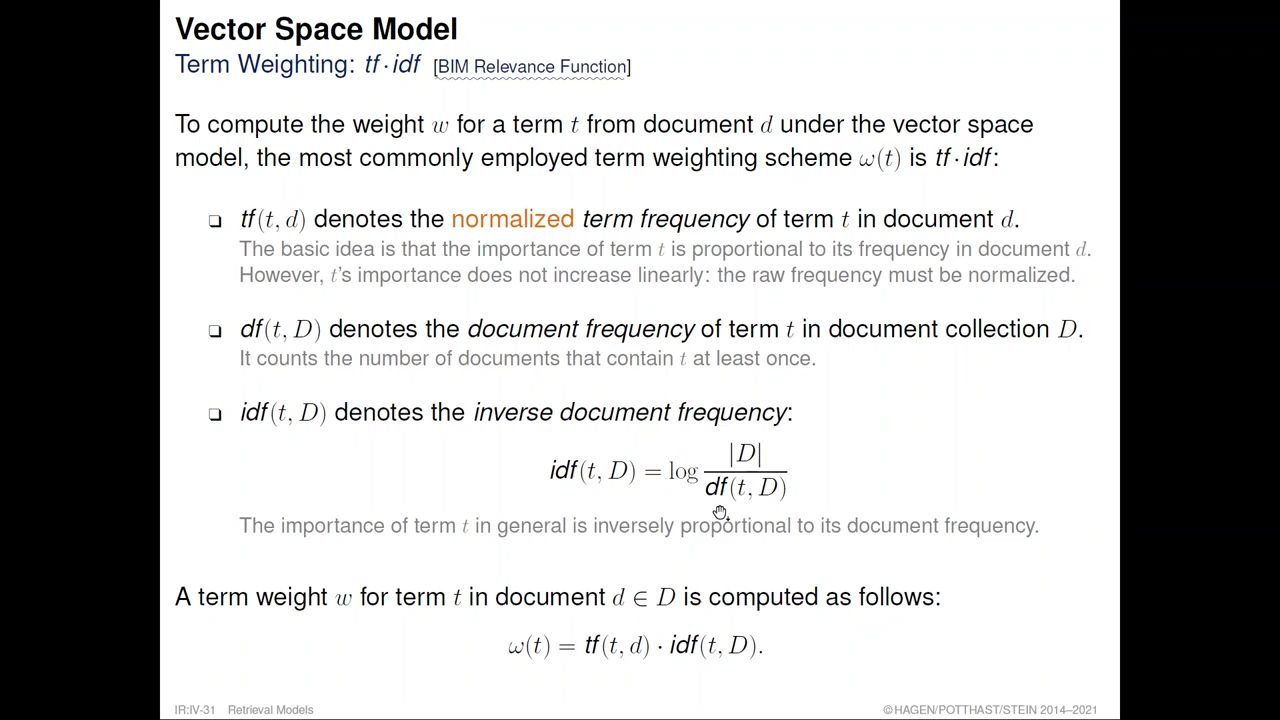 Vector Space Model
Term Weighting: tf·idf [BIM Relevance Function]
To compute the weight w for a term t from document d under the vector space
model, the most commonly employed term weighting scheme ω(t) is tf·idf:
❑ tf(t, d) denotes the normalized term frequency of term t in document d.
The basic idea is that the importance of term t is proportional to its frequency in document d.
However, t's importance does not increase linearly: the raw frequency must be normalized.
❑ df(t, D) denotes the document frequency of term t in document collection D.
It counts the number of documents that contain t at least once.
❑ idf(t, D) denotes the inverse document frequency:
idf(t, D) = log |D| / df(t, D)
The importance of term t in general is inversely proportional to its document frequency.
A term weight w for term t in document d ∈ D is computed as follows:
ω(t) = tf(t, d) · idf(t, D).
IR:IV-31 Retrieval Models ©HAGEN/POTTHAST/STEIN 2014–2021